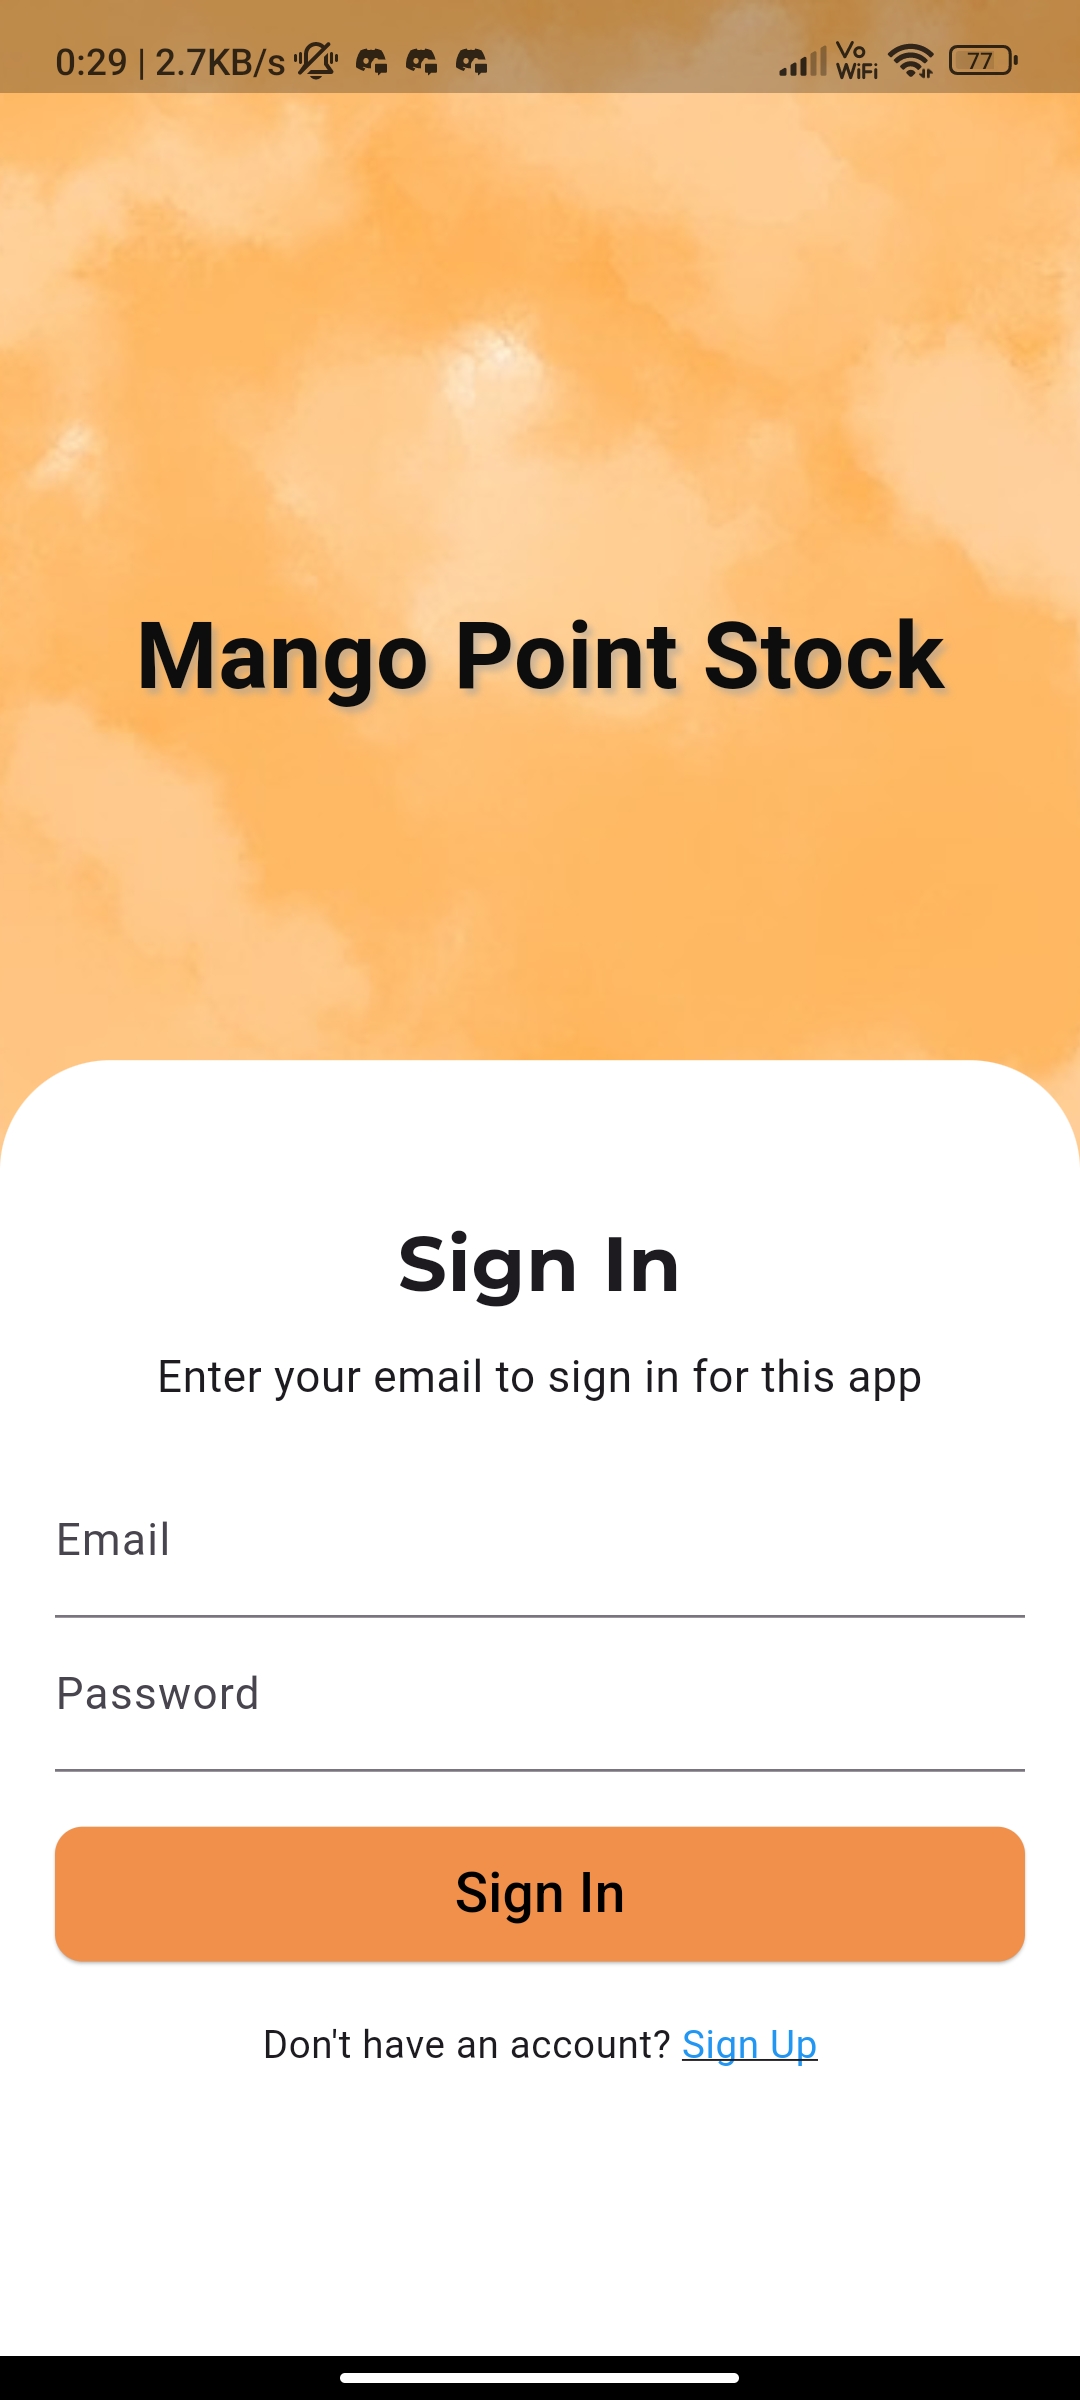 0:29 | 2.7KB/s Vo WiFi 77
Mango Point Stock
Sign In
Enter your email to sign in for this app
Email
Password
Sign In
Don't have an account? Sign Up